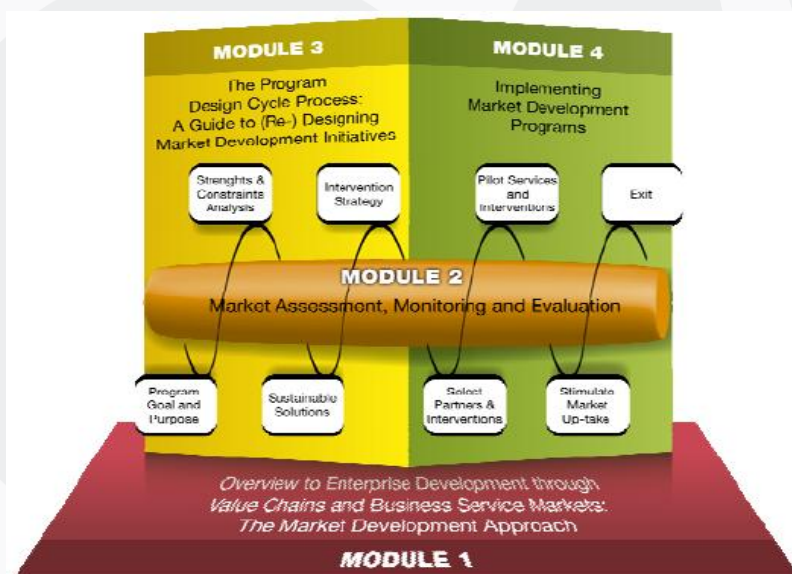 MODULE 3
The Program
Design Cycle Process:
A Guide to (Re-) Designing
Market Development Initiatives
MODULE 4
Implementing
Market Development
Programs
Strenghts &
Constraints
Analysis
Intervention
Strategy
Pilot Services
and
Interventions
Exit
MODULE 2
Market Assessment, Monitoring and Evaluation
Program
Goal and
Purpose
Sustainable
Solutions
Select
Partners &
Interventions
Stimulate
Market
Up-take
Overview to Enterprise Development through
Value Chains and Business Service Markets:
The Market Development Approach
MODULE 1